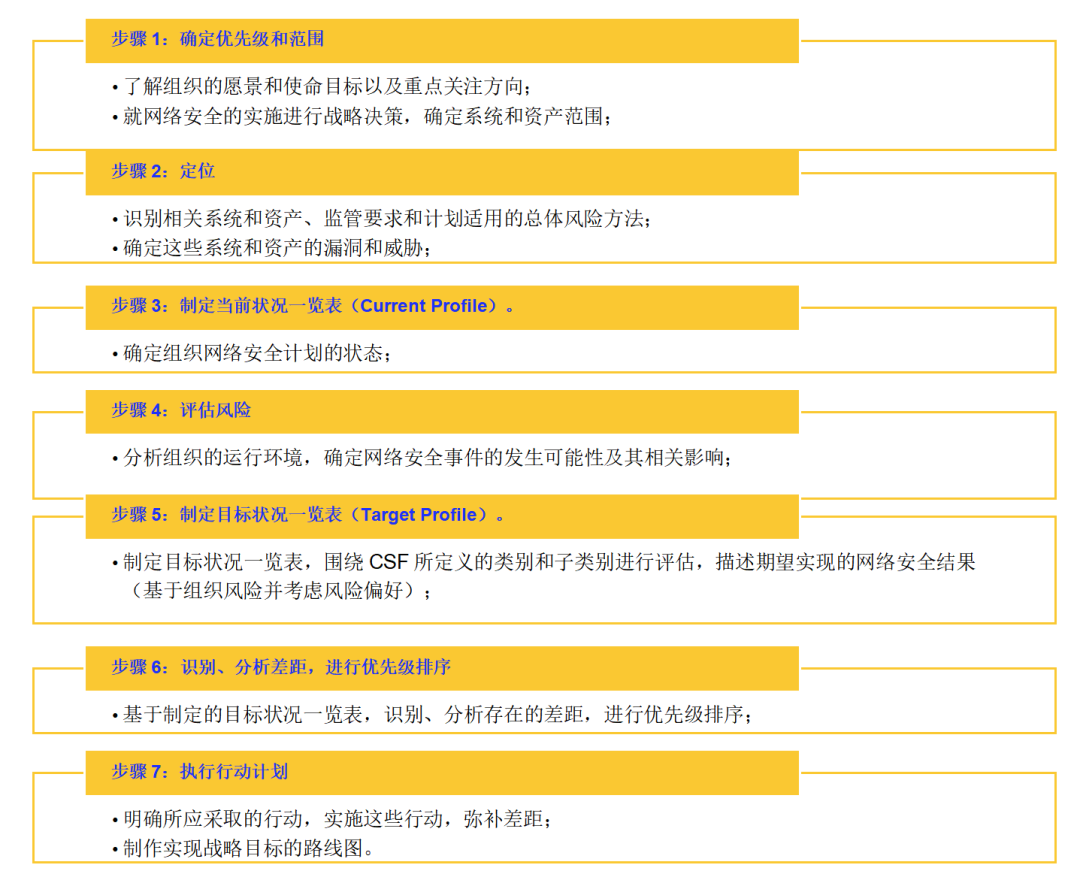 步骤 1：确定优先级和范围
• 了解组织的愿景和使命目标以及重点关注方向；
• 就网络安全的实施进行战略决策，确定系统和资产范围；
步骤 2：定位
• 识别相关系统和资产、监管要求和计划适用的总体风险方法；
• 确定这些系统和资产的漏洞和威胁；
步骤 3：制定当前状况一览表（Current Profile）。
• 确定组织网络安全计划的状态；
步骤 4：评估风险
• 分析组织的运行环境，确定网络安全事件的发生可能性及其相关影响；
步骤 5：制定目标状况一览表（Target Profile）。
• 制定目标状况一览表，围绕 CSF 所定义的类别和子类别进行评估，描述期望实现的网络安全结果
（基于组织风险并考虑风险偏好）；
步骤 6：识别、分析差距，进行优先级排序
• 基于制定的目标状况一览表，识别、分析存在的差距，进行优先级排序；
步骤 7：执行行动计划
• 明确所应采取的行动，实施这些行动，弥补差距；
• 制作实现战略目标的路线图。